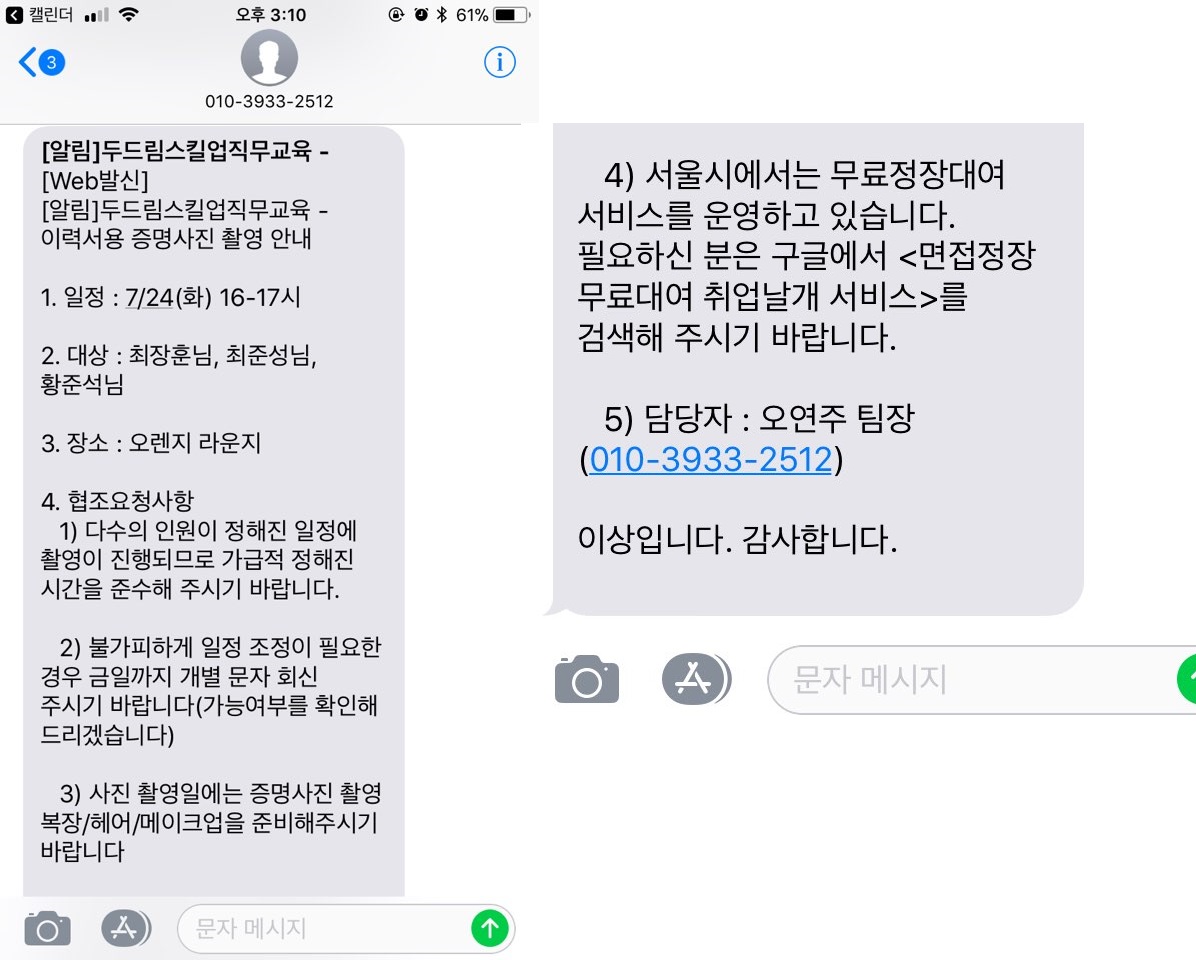 캘린더
오후 3:10
61%
3
010-3933-2512
[알림]두드림스킬업직무교육 -
[Web발신]
[알림]두드림스킬업직무교육 -
이력서용 증명사진 촬영 안내
1. 일정 : 7/24(화) 16-17시
2. 대상 : 최장훈님, 최준성님,
황준석님
3. 장소 : 오렌지 라운지
4. 협조요청사항
1) 다수의 인원이 정해진 일정에
촬영이 진행되므로 가급적 정해진
시간을 준수해 주시기 바랍니다.
2) 불가피하게 일정 조정이 필요한
경우 금일까지 개별 문자 회신
주시기 바랍니다(가능여부를 확인해
드리겠습니다)
3) 사진 촬영일에는 증명사진 촬영
복장/헤어/메이크업을 준비해주시기
바랍니다
문자 메시지
4) 서울시에서는 무료정장대여
서비스를 운영하고 있습니다.
필요하신 분은 구글에서 <면접정장
무료대여 취업날개 서비스>를
검색해 주시기 바랍니다.
5) 담당자 : 오연주 팀장
(010-3933-2512)
이상입니다. 감사합니다.
문자 메시지